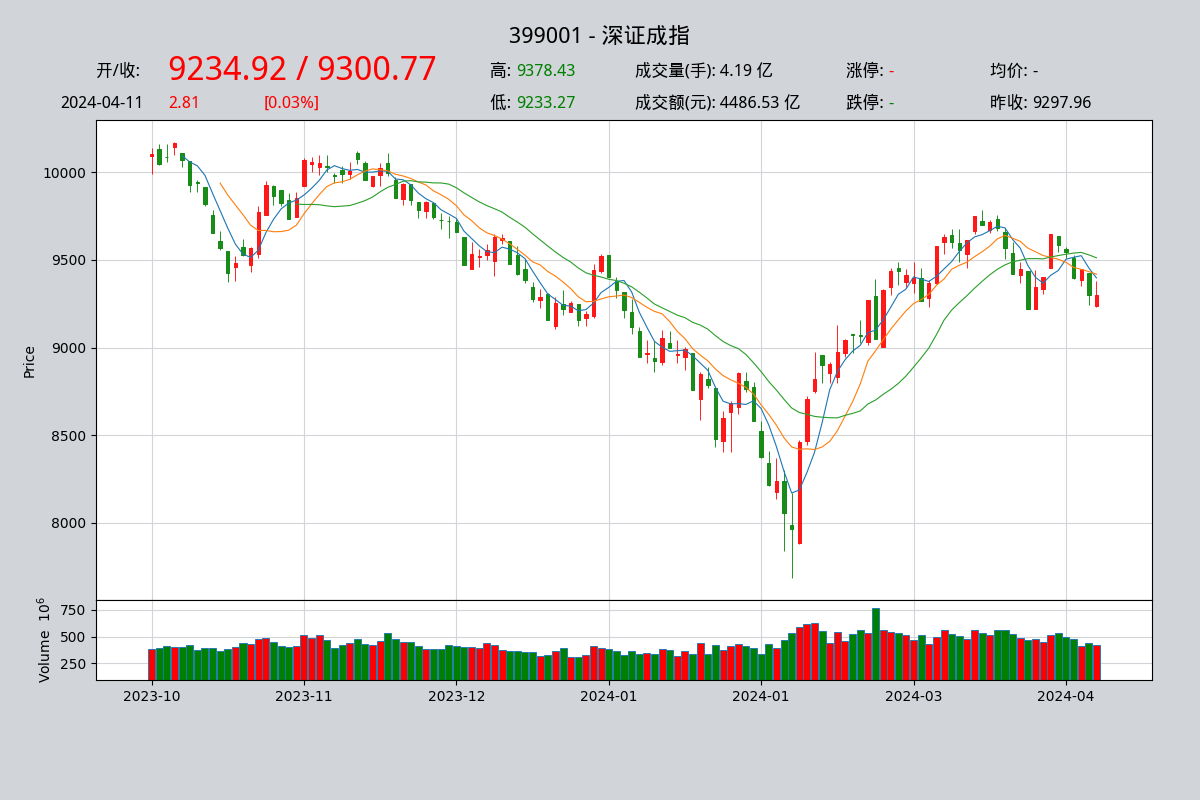 399001 - 深证成指
开/收: 9234.92 / 9300.77 高: 9378.43 成交量(手): 4.19 亿 涨停: - 均价: -
2024-04-11 2.81 [0.03%] 低: 9233.27 成交额(元): 4486.53 亿 跌停: - 昨收: 9297.96
Price
10000
9500
9000
8500
8000
Volume 10^6
750
500
250
2023-10 2023-11 2023-12 2024-01 2024-01 2024-03 2024-04